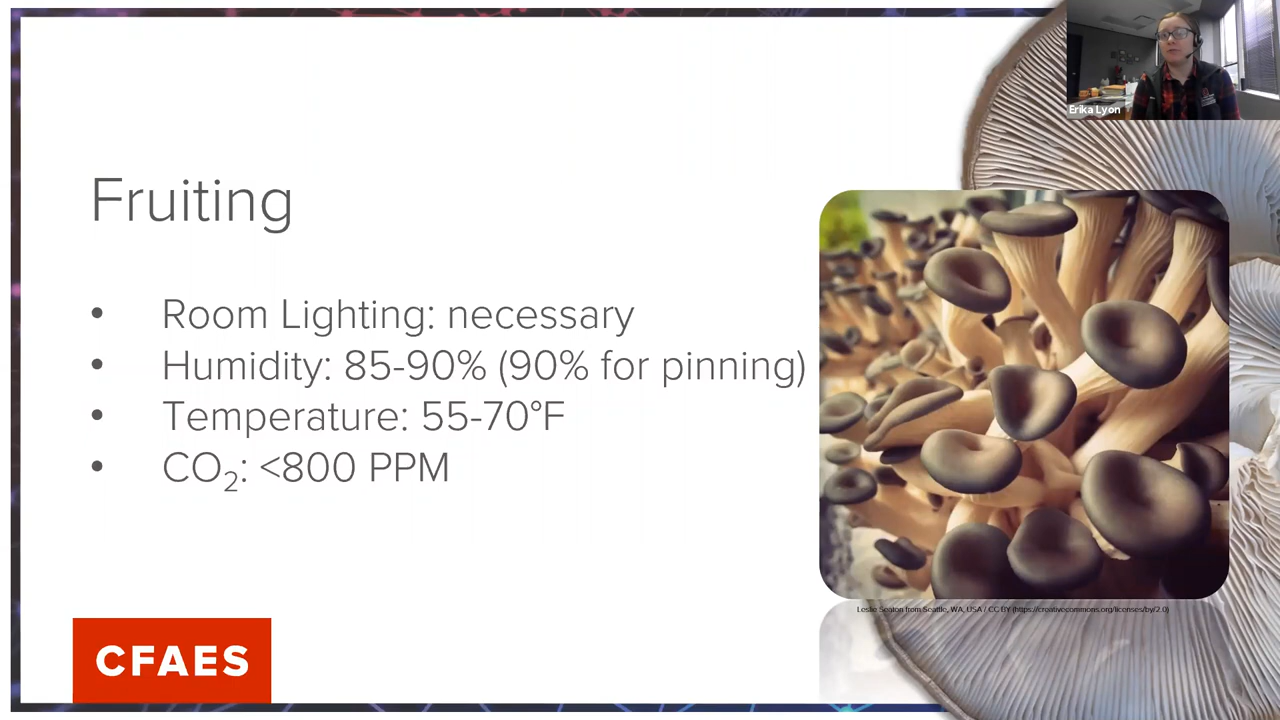 Erika Lyon
Fruiting
• Room Lighting: necessary
• Humidity: 85-90% (90% for pinning)
• Temperature: 55-70°F
• CO₂: <800 PPM
Leslie Seaton from Seattle, WA, USA / CC BY (https://creativecommons.org/licenses/by/2.0)
CFAES